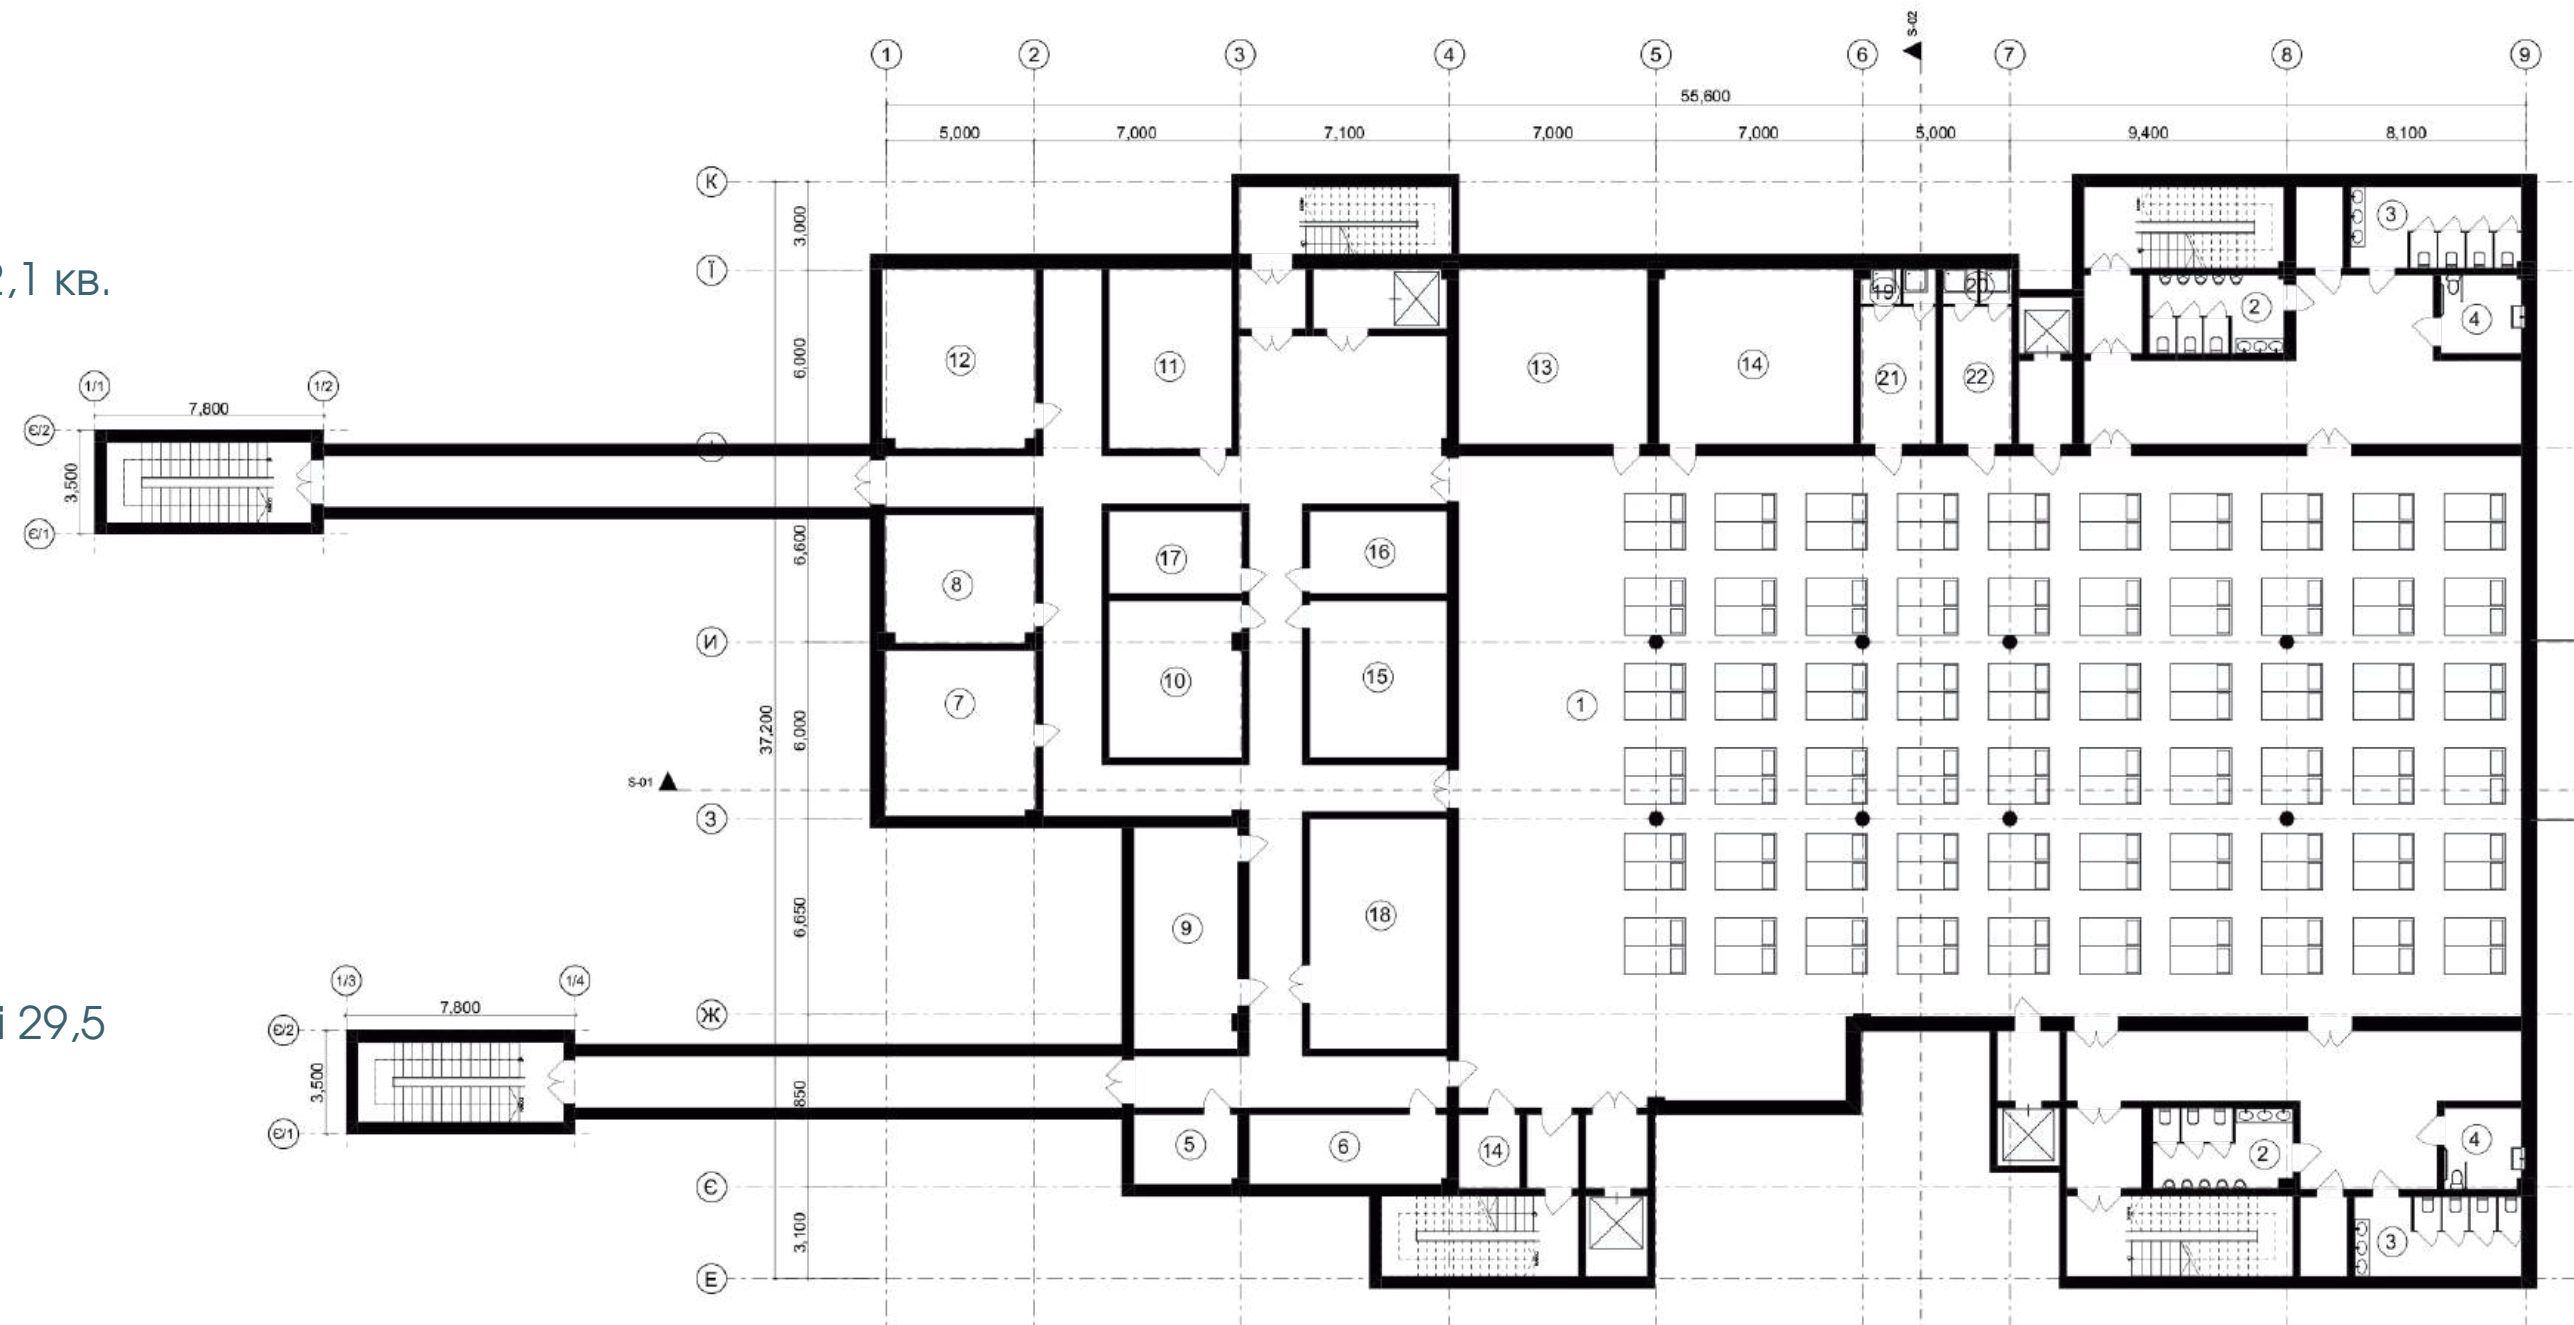 S-02
1 2 3 4 5 6 7 8 9
55,600
5,000 7,000 7,100 7,000 7,000 5,000 9,400 8,100
К
3,000
3
Ї
2,1 кв.
19 20
2 4
6,000
12 11 13 14 21 22
1/1 1/2
7,800
Є/2
І
3,500
Є/1
6,600
17 16
8
И
10 15
7 1
37,200
6,000
S-01
З
6,650
9 18
1/3 1/4
7,800
Ж
Є/2
і 29,5
3,500
850
Є/1
5 6 14 2 4
Є
3,100
3
Е